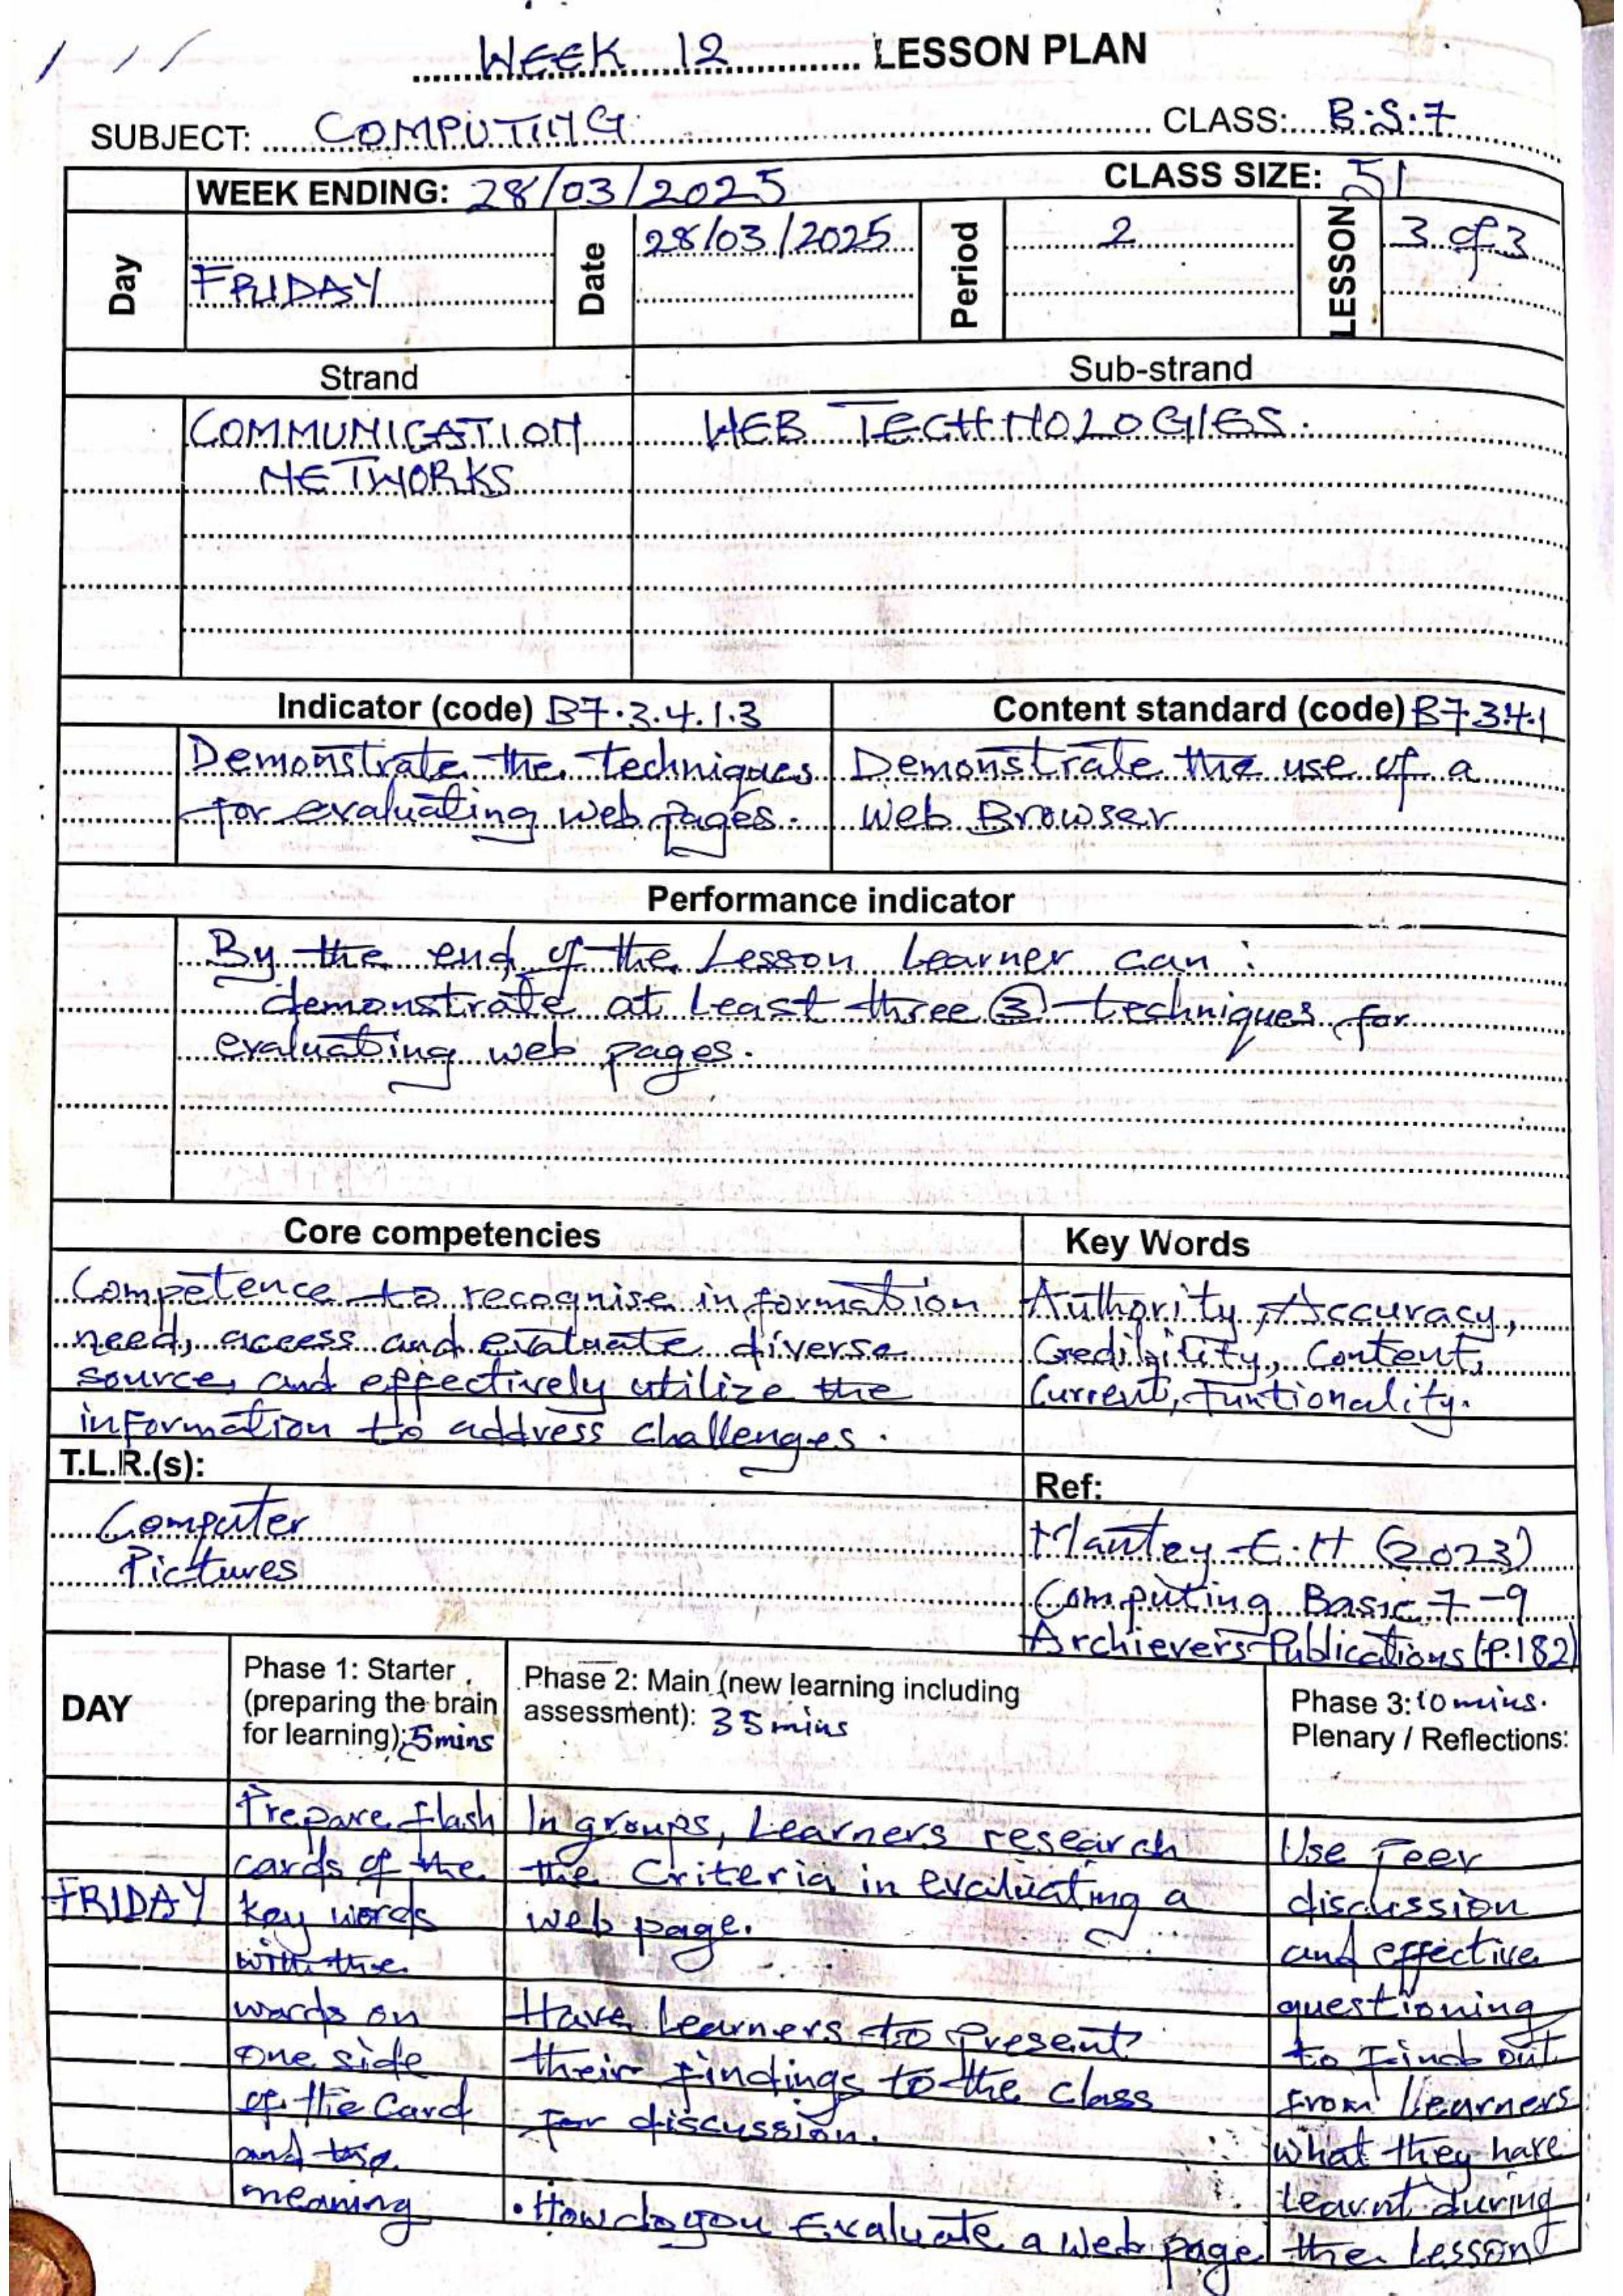 WEEK 12 LESSON PLAN
SUBJECT: COMPUTING CLASS: B.S.7
WEEK ENDING: 28/03/2025 CLASS SIZE: 51
Day FRIDAY Date 28/03/2025 Period 2 LESSON 3 of 3
Strand Sub-strand
COMMUNICATION WEB TECHNOLOGIES.
NETWORKS
Indicator (code) B7.3.4.1.3 Content standard (code) B7.3.4.1
Demonstrate the techniques Demonstrate the use of a
for evaluating web pages. Web Browser
Performance indicator
By the end of the Lesson Learner can:
demonstrate at Least three (3) techniques for
evaluating web pages.
Core competencies Key Words
Competence to recognise information Authority, Accuracy,
need, access and evaluate diverse Credibility, Content,
source, and effectively utilize the Current, Funtionality.
information to address challenges.
T.L.R.(s): Ref:
Computer Mantey E.H (2023)
Pictures Computing Basic 7-9
Archievers Publications (P.182)
DAY
Phase 1: Starter
(preparing the brain
for learning): 5mins
Phase 2: Main (new learning including
assessment): 35mins
Phase 3: 10mins.
Plenary / Reflections:
FRIDAY
Prepare flash
cards of the
key words
with the
words on
one side
of the Card
and the
meaning
In groups, Learners research
the Criteria in evaluating a
web page.
Have Learners to Present
their findings to the class
for discussion.
• How do you Evaluate a web page
Use Peer
discussion
and effective
questioning
to find out
from learners
what they have
learnt during
the Lesson